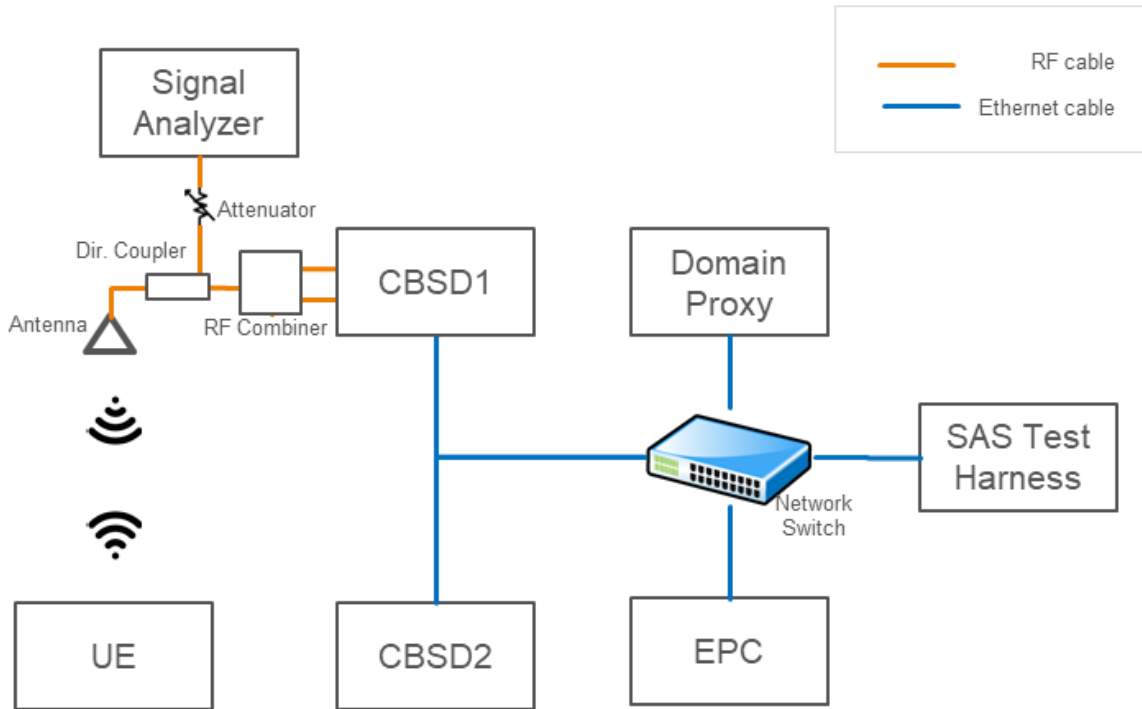 Signal
Analyzer
RF cable
Ethernet cable
Attenuator
Dir. Coupler
CBSD1
Domain
Proxy
Antenna
RF Combiner
SAS Test
Harness
Network
Switch
UE
CBSD2
EPC